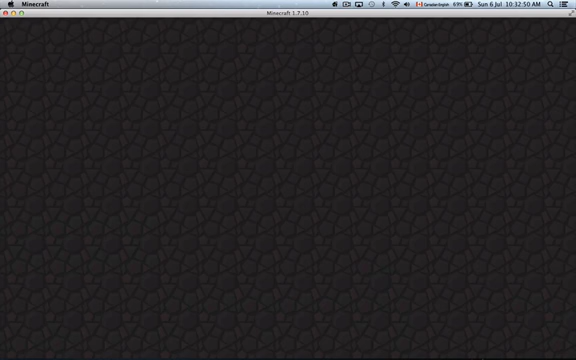 Minecraft
Canadian English
69%
Sun 6 Jul 10:32:50 AM
Minecraft 1.7.10